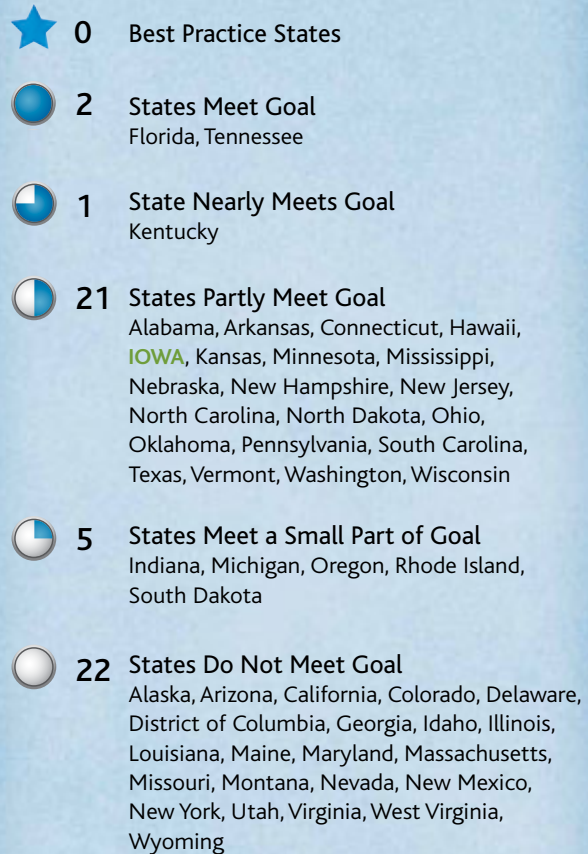 0 Best Practice States
2 States Meet Goal
Florida, Tennessee
1 State Nearly Meets Goal
Kentucky
21 States Partly Meet Goal
Alabama, Arkansas, Connecticut, Hawaii,
IOWA, Kansas, Minnesota, Mississippi,
Nebraska, New Hampshire, New Jersey,
North Carolina, North Dakota, Ohio,
Oklahoma, Pennsylvania, South Carolina,
Texas, Vermont, Washington, Wisconsin
5 States Meet a Small Part of Goal
Indiana, Michigan, Oregon, Rhode Island,
South Dakota
22 States Do Not Meet Goal
Alaska, Arizona, California, Colorado, Delaware,
District of Columbia, Georgia, Idaho, Illinois,
Louisiana, Maine, Maryland, Massachusetts,
Missouri, Montana, Nevada, New Mexico,
New York, Utah, Virginia, West Virginia,
Wyoming